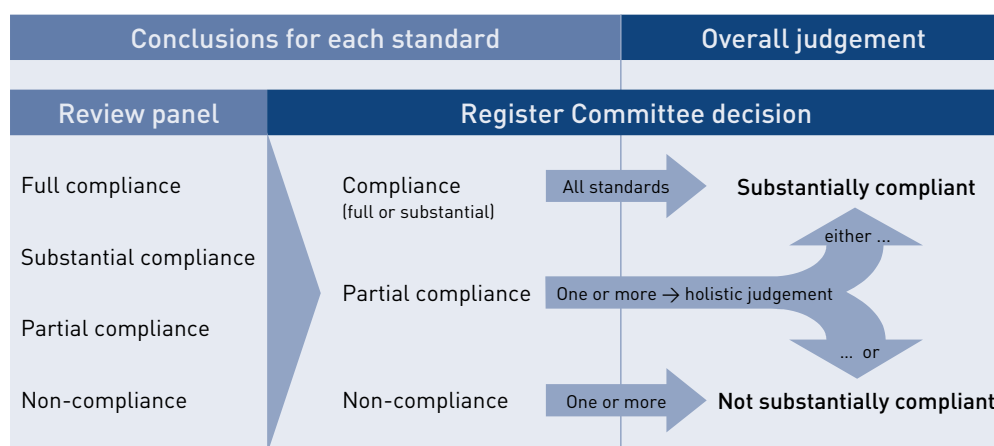 Conclusions for each standard
Overall judgement
Review panel
Register Committee decision
Full compliance
Substantial compliance
Partial compliance
Non-compliance
Compliance
(full or substantial)
All standards
Substantially compliant
either ...
Partial compliance
One or more → holistic judgement
... or
Non-compliance
One or more
Not substantially compliant